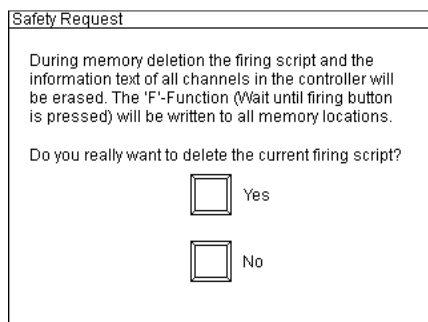 Safety Request
During memory deletion the firing script and the
information text of all channels in the controller will
be erased. The 'F'-Function (Wait until firing button
is pressed) will be written to all memory locations.
Do you really want to delete the current firing script?
Yes
No